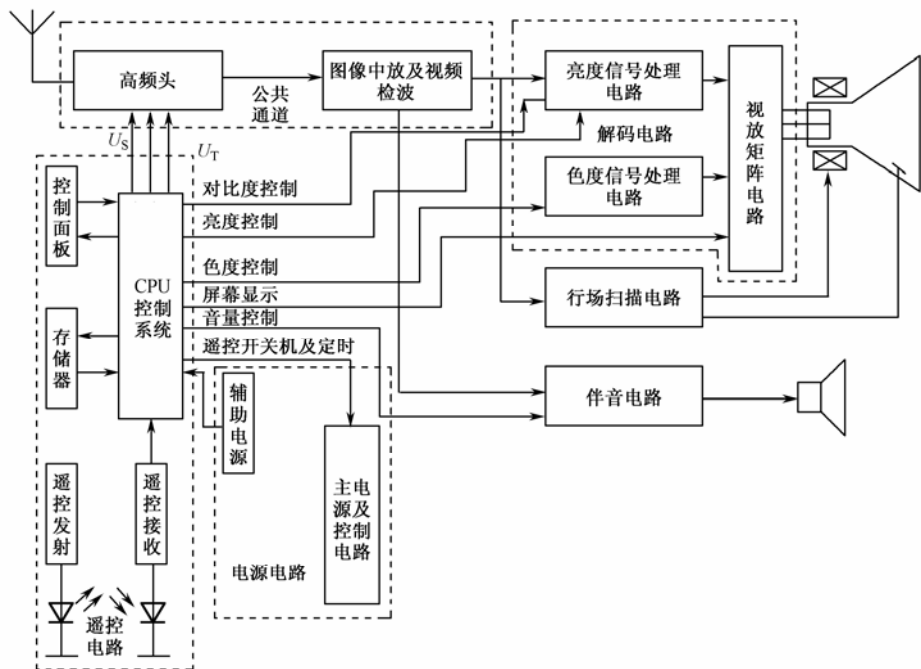 高频头
图像中放及视频
检波
公共
通道
亮度信号处理
电路
解码电路
色度信号处理
电路
视放矩阵电路
U_S
U_T
控制面板
存储器
CPU
控制
系统
对比度控制
亮度控制
色度控制
屏幕显示
音量控制
遥控开关机及定时
行场扫描电路
伴音电路
辅助电源
主电
源及
控制
电路
电源电路
遥控发射
遥控接收
遥控
电路